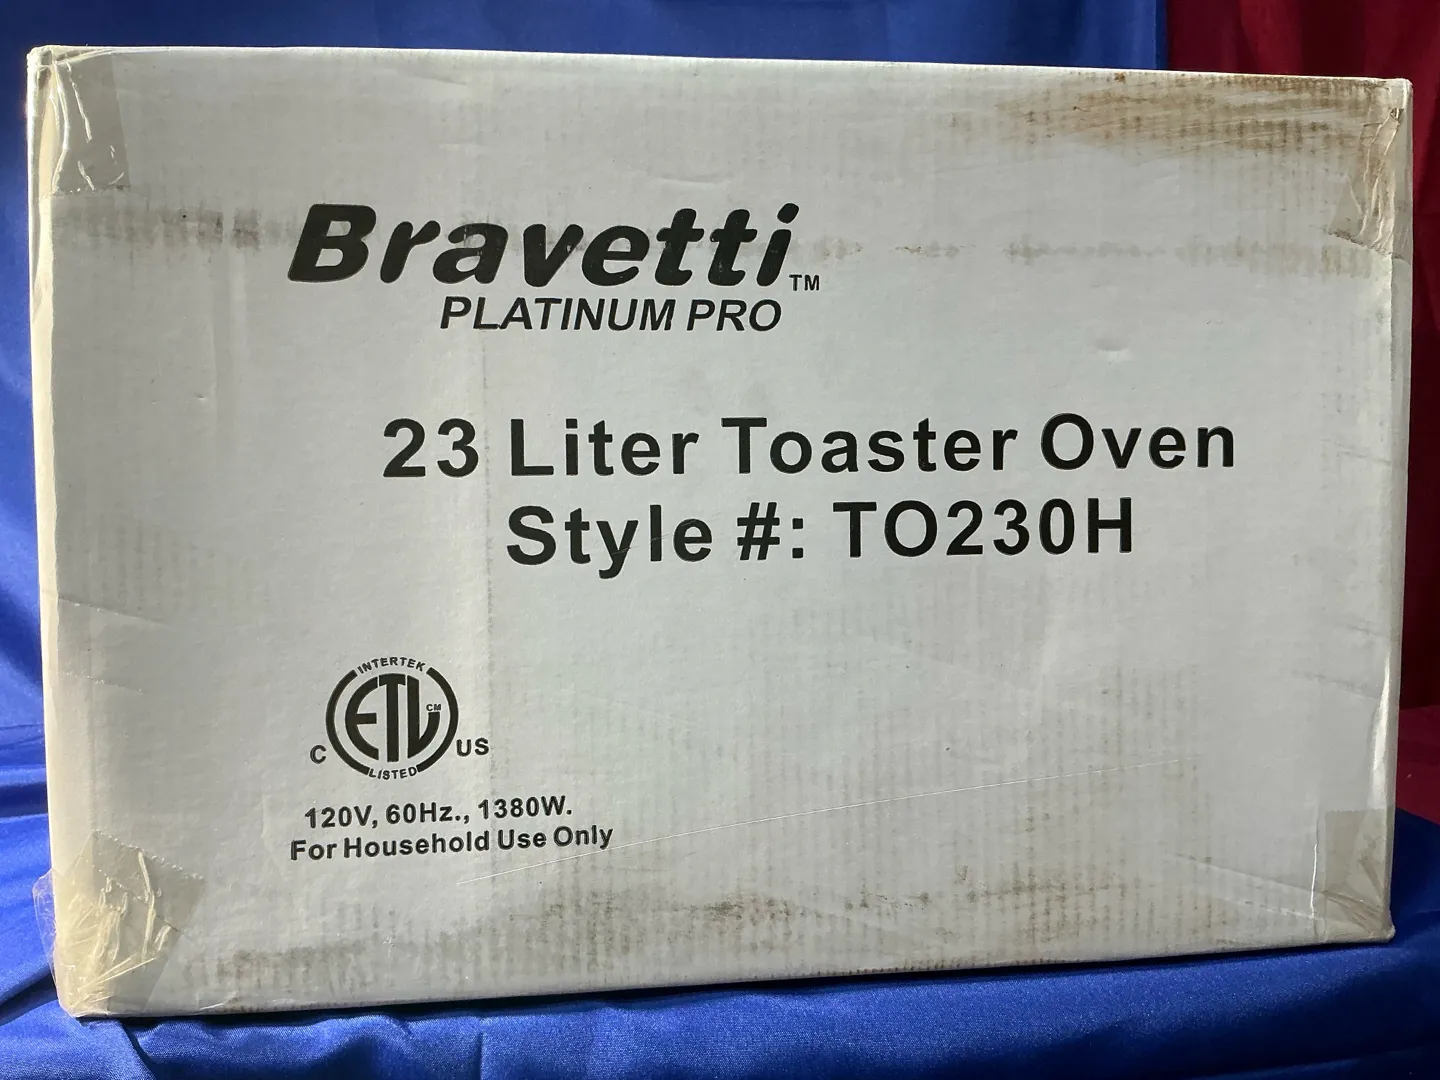 Bravetti™
PLATINUM PRO
23 Liter Toaster Oven
Style #: TO230H
INTERTEK
ETL CM
C US
LISTED
120V, 60Hz., 1380W.
For Household Use Only